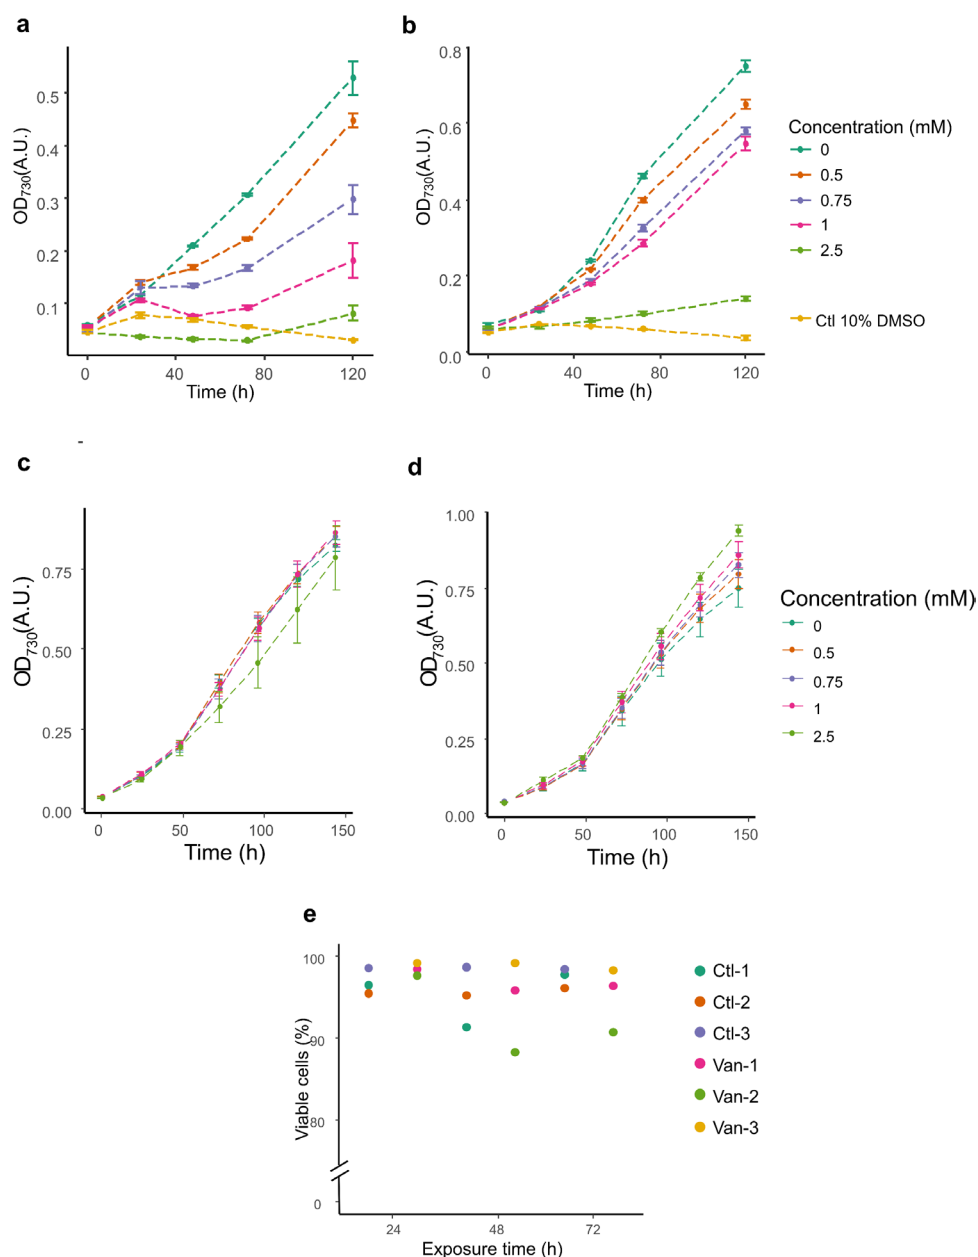 a
OD730(A.U.)
0.5
0.4
0.3
0.2
0.1
0
40
80
120
Time (h)
b
OD730(A.U.)
0.8
0.6
0.4
0.2
0.0
0
40
80
120
Time (h)
Concentration (mM)
0
0.5
0.75
1
2.5
Ctl 10% DMSO
-
c
OD730(A.U.)
0.75
0.50
0.25
0.00
0
50
100
150
Time (h)
d
OD730(A.U.)
1.00
0.75
0.50
0.25
0.00
0
50
100
150
Time (h)
Concentration (mM)
0
0.5
0.75
1
2.5
e
Viable cells (%)
100
90
80
0
24
48
72
Exposure time (h)
Ctl-1
Ctl-2
Ctl-3
Van-1
Van-2
Van-3